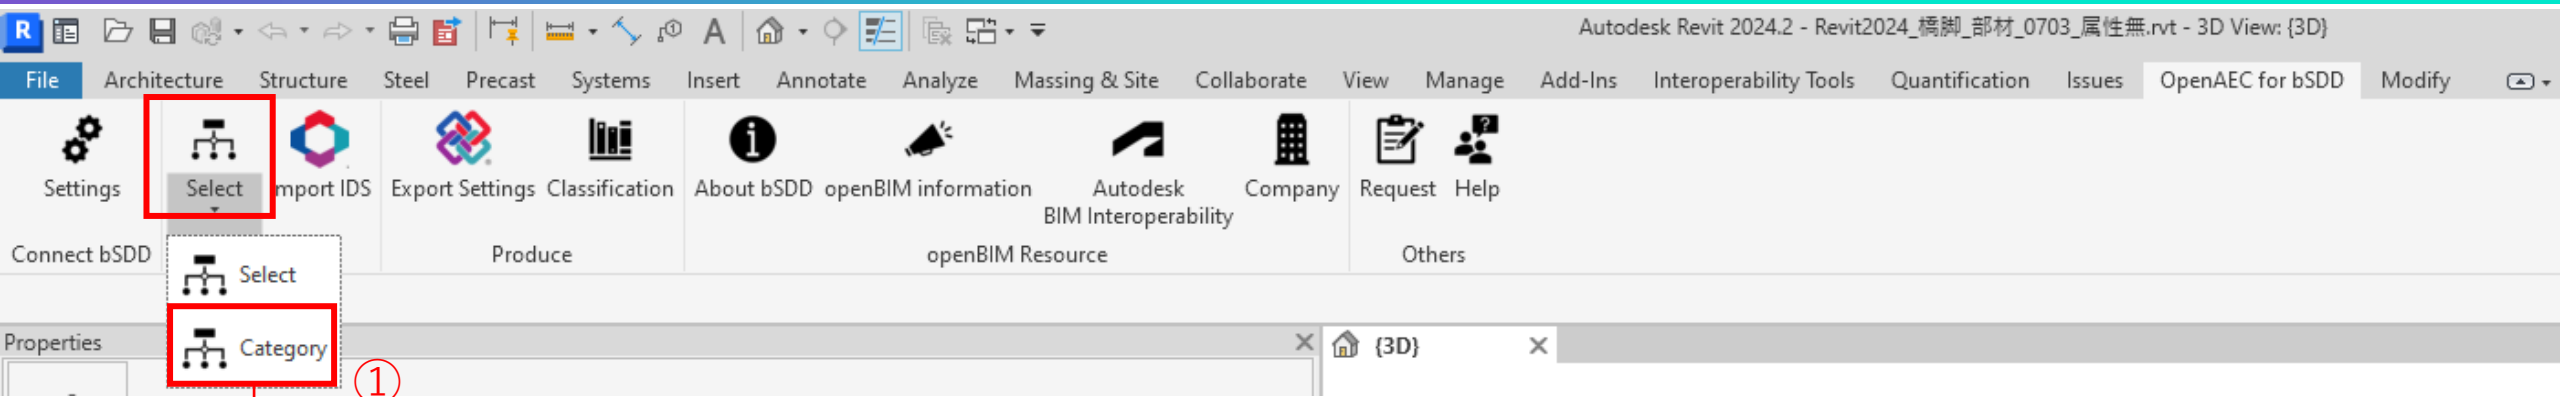 R
A
Autodesk Revit 2024.2 - Revit2024_橋脚_部材_0703_属性無.rvt - 3D View: {3D}
File Architecture Structure Steel Precast Systems Insert Annotate Analyze Massing & Site Collaborate View Manage Add-Ins Interoperability Tools Quantification Issues OpenAEC for bSDD Modify
Settings Select mport IDS Export Settings Classification About bSDD openBIM information Autodesk BIM Interoperability Company Request Help
Connect bSDD Produce openBIM Resource Others
Select
Category
①
Properties
{3D}